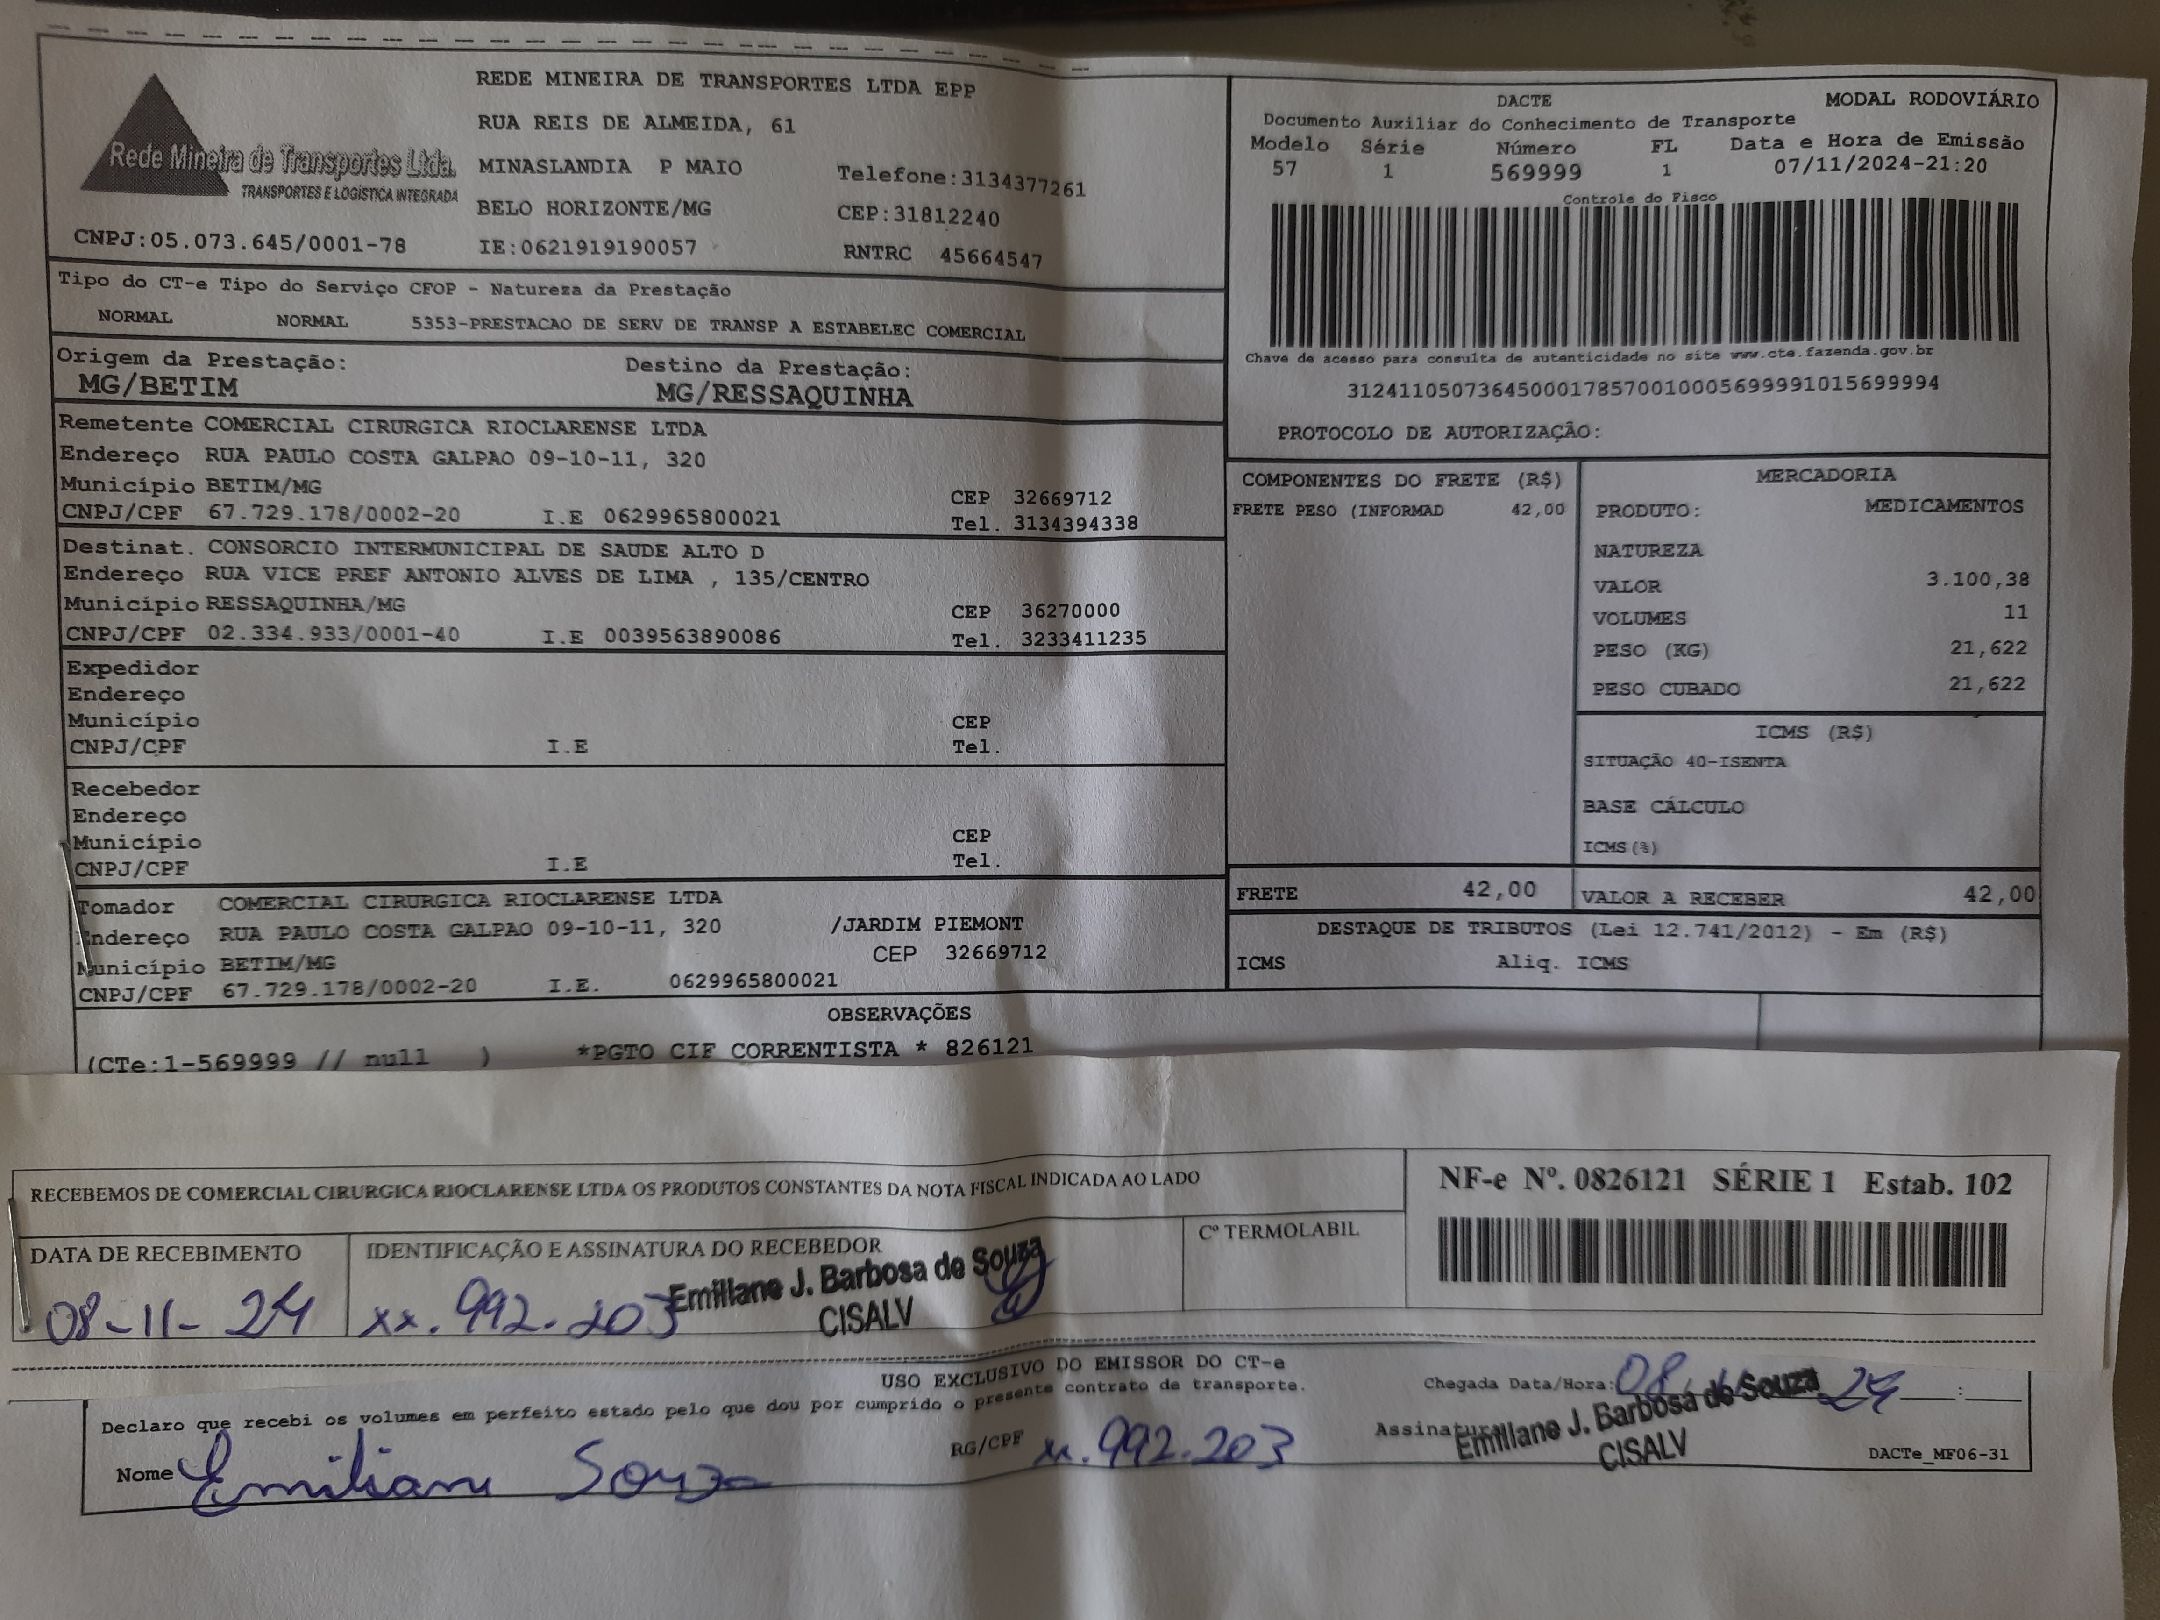 Rede Mineira de Transportes Ltda.
TRANSPORTES E LOGÍSTICA INTEGRADA
CNPJ:05.073.645/0001-78
REDE MINEIRA DE TRANSPORTES LTDA EPP
RUA REIS DE ALMEIDA, 61
MINASLANDIA P MAIO Telefone:3134377261
BELO HORIZONTE/MG CEP:31812240
IE:0621919190057 RNTRC 45664547
DACTE MODAL RODOVIÁRIO
Documento Auxiliar do Conhecimento de Transporte
Modelo Série Número FL Data e Hora de Emissão
57 1 569999 1 07/11/2024-21:20
Controle do Fisco
Chave de acesso para consulta de autenticidade no site www.cte.fazenda.gov.br
31241105073645000178570010005699991015699994
PROTOCOLO DE AUTORIZAÇÃO:
Tipo do CT-e Tipo do Serviço CFOP - Natureza da Prestação
NORMAL NORMAL 5353-PRESTACAO DE SERV DE TRANSP A ESTABELEC COMERCIAL
Origem da Prestação: Destino da Prestação:
MG/BETIM MG/RESSAQUINHA
Remetente COMERCIAL CIRURGICA RIOCLARENSE LTDA
Endereço RUA PAULO COSTA GALPAO 09-10-11, 320
Município BETIM/MG CEP 32669712
CNPJ/CPF 67.729.178/0002-20 I.E 0629965800021 Tel. 3134394338
Destinat. CONSORCIO INTERMUNICIPAL DE SAUDE ALTO D
Endereço RUA VICE PREF ANTONIO ALVES DE LIMA , 135/CENTRO
Município RESSAQUINHA/MG CEP 36270000
CNPJ/CPF 02.334.933/0001-40 I.E 0039563890086 Tel. 3233411235
Expedidor
Endereço
Município CEP
CNPJ/CPF I.E Tel.
Recebedor
Endereço
Município CEP
CNPJ/CPF I.E Tel.
Tomador COMERCIAL CIRURGICA RIOCLARENSE LTDA
Endereço RUA PAULO COSTA GALPAO 09-10-11, 320 /JARDIM PIEMONT
Município BETIM/MG CEP 32669712
CNPJ/CPF 67.729.178/0002-20 I.E. 0629965800021
COMPONENTES DO FRETE (R$)
FRETE PESO (INFORMAD 42,00
MERCADORIA
PRODUTO: MEDICAMENTOS
NATUREZA
VALOR 3.100,38
VOLUMES 11
PESO (KG) 21,622
PESO CUBADO 21,622
ICMS (R$)
SITUAÇÃO 40-ISENTA
BASE CÁLCULO
ICMS(%)
FRETE 42,00 VALOR A RECEBER 42,00
DESTAQUE DE TRIBUTOS (Lei 12.741/2012) - Em (R$)
ICMS Aliq. ICMS
OBSERVAÇÕES
(CTe:1-569999 // null ) *PGTO CIF CORRENTISTA * 826121
RECEBEMOS DE COMERCIAL CIRURGICA RIOCLARENSE LTDA OS PRODUTOS CONSTANTES DA NOTA FISCAL INDICADA AO LADO
NF-e Nº. 0826121 SÉRIE 1 Estab. 102
DATA DE RECEBIMENTO IDENTIFICAÇÃO E ASSINATURA DO RECEBEDOR Cº TERMOLABIL
08-11-24 xx.992.203 Emiliane J. Barbosa de Souza
CISALV
USO EXCLUSIVO DO EMISSOR DO CT-e
Declaro que recebi os volumes em perfeito estado pelo que dou por cumprido o presente contrato de transporte.
Chegada Data/Hora: 08 24 :
Nome Emiliane Souza RG/CPF xx.992.203 Assinatura Emiliane J. Barbosa de Souza
CISALV
DACTe_MF06-31